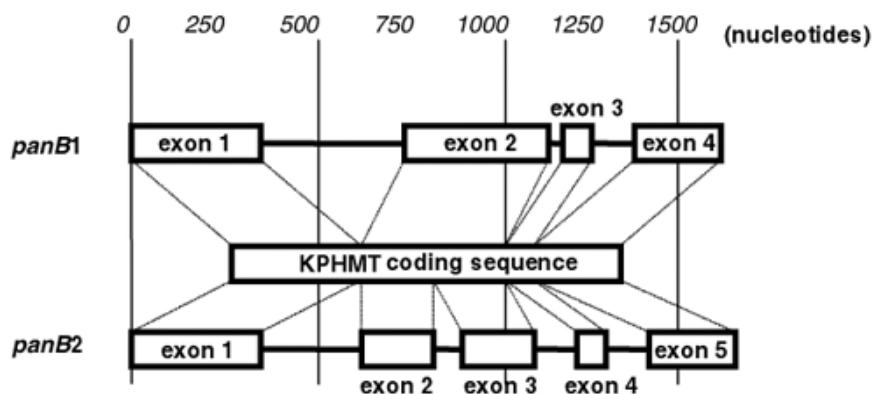 0 250 500 750 1000 1250 1500 (nucleotides)
exon 3
panB1 exon 1 exon 2 exon 4
KPHMT coding sequence
panB2 exon 1 exon 5
exon 2 exon 3 exon 4